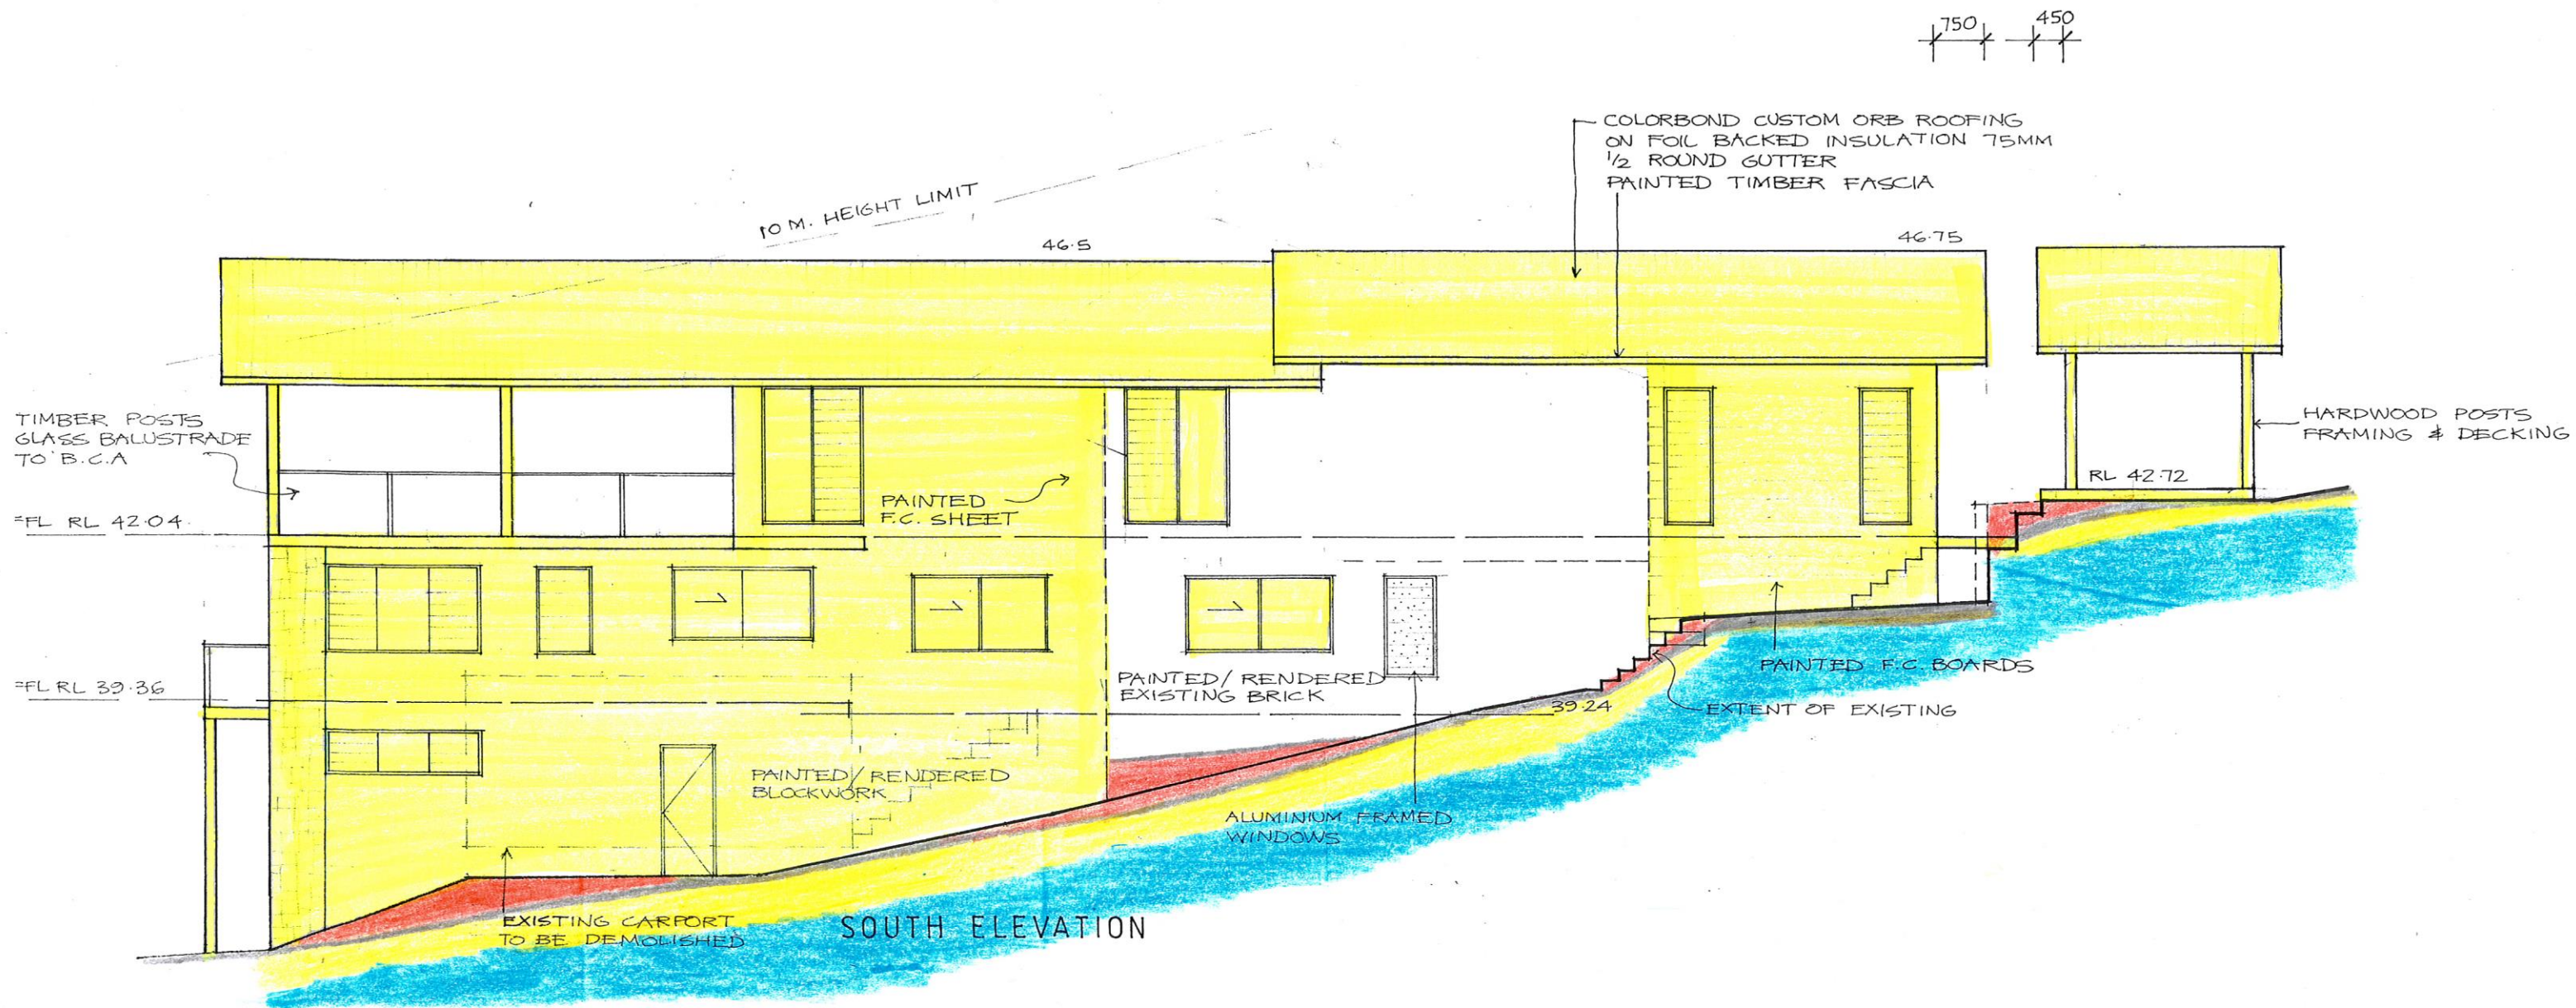 750
450
COLORBOND CUSTOM ORB ROOFING
ON FOIL BACKED INSULATION 75MM
1/2 ROUND GUTTER
PAINTED TIMBER FASCIA
10 M. HEIGHT LIMIT
46.5
46.75
TIMBER POSTS
GLASS BALUSTRADE
TO B.C.A
HARDWOOD POSTS
FRAMING & DECKING
RL 42.72
PAINTED
F.C. SHEET
FL RL 42.04
PAINTED F.C. BOARDS
PAINTED/RENDERED
EXISTING BRICK
FL RL 39.36
39.24
EXTENT OF EXISTING
PAINTED/RENDERED
BLOCKWORK
ALUMINIUM FRAMED
WINDOWS
EXISTING CARPORT
TO BE DEMOLISHED
SOUTH ELEVATION